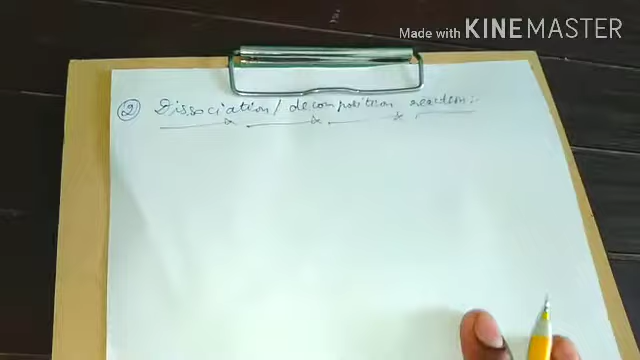 Made with KINEMASTER
② Dissociation/ decomposition reaction:-